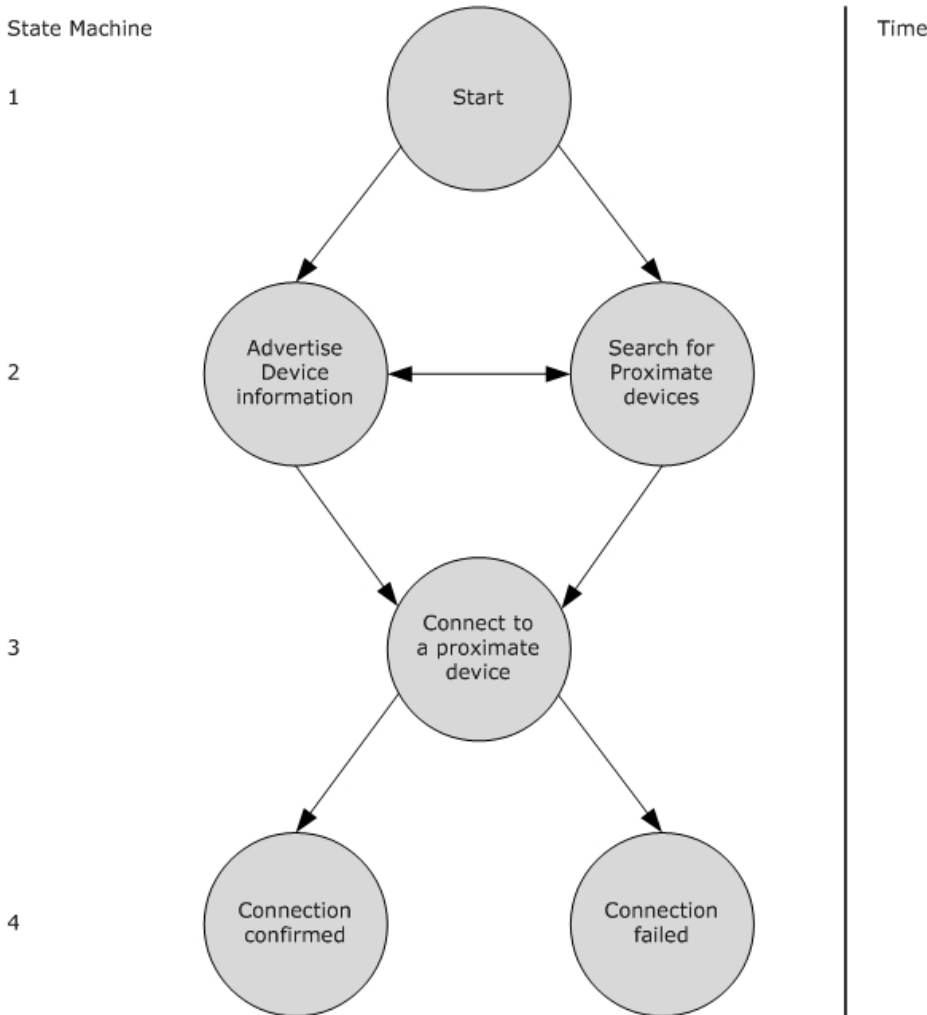 State Machine
Time
1
Start
2
Advertise
Device
information
Search for
Proximate
devices
3
Connect to
a proximate
device
4
Connection
confirmed
Connection
failed